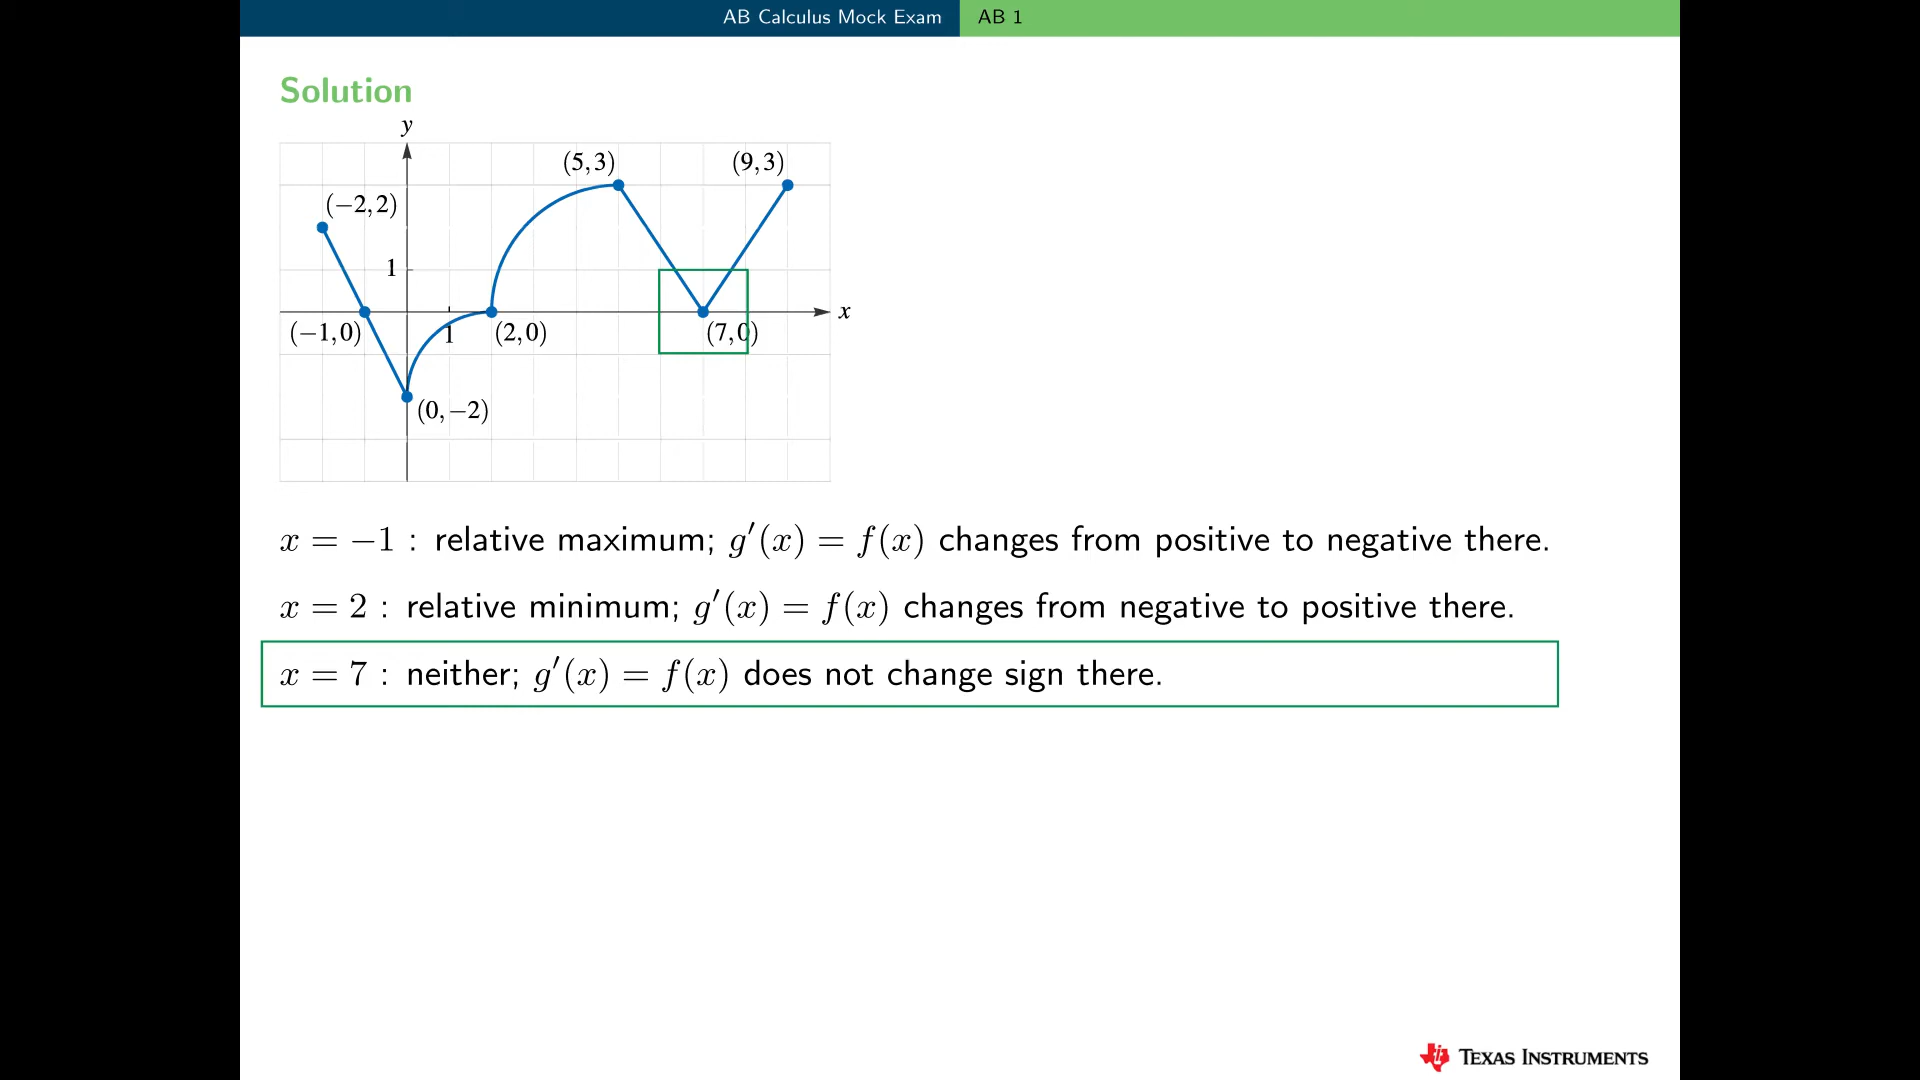 AB Calculus Mock Exam AB 1
Solution
y
(5,3) (9,3)
(−2,2)
1
x
(−1,0) 1 (2,0) (7,0)
(0,−2)
x = −1 : relative maximum; g′(x) = f(x) changes from positive to negative there.
x = 2 : relative minimum; g′(x) = f(x) changes from negative to positive there.
x = 7 : neither; g′(x) = f(x) does not change sign there.
TEXAS INSTRUMENTS